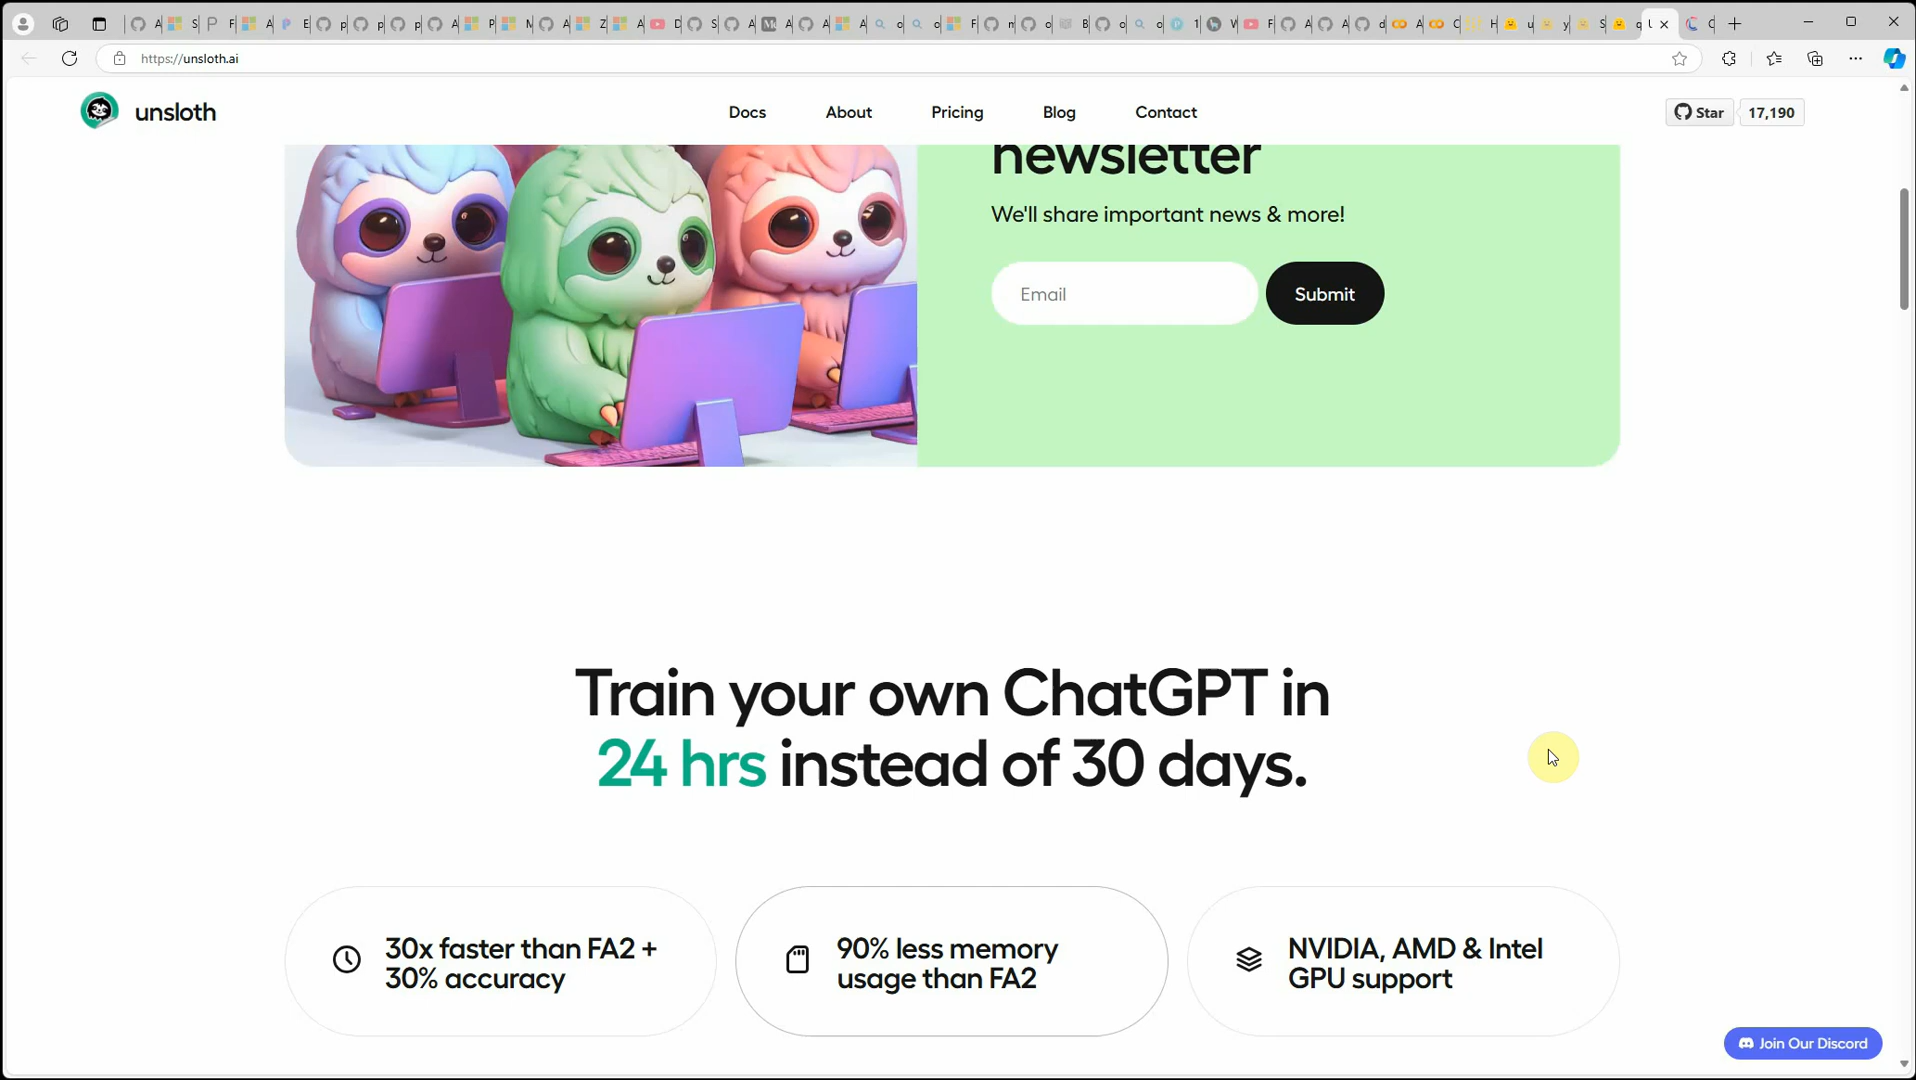 https://unsloth.ai
unsloth
Docs
About
Pricing
Blog
Contact
Star
17,190
newsletter
We'll share important news & more!
Email
Submit
Train your own ChatGPT in
24 hrs instead of 30 days.
30x faster than FA2 +
30% accuracy
90% less memory
usage than FA2
NVIDIA, AMD & Intel
GPU support
Join Our Discord